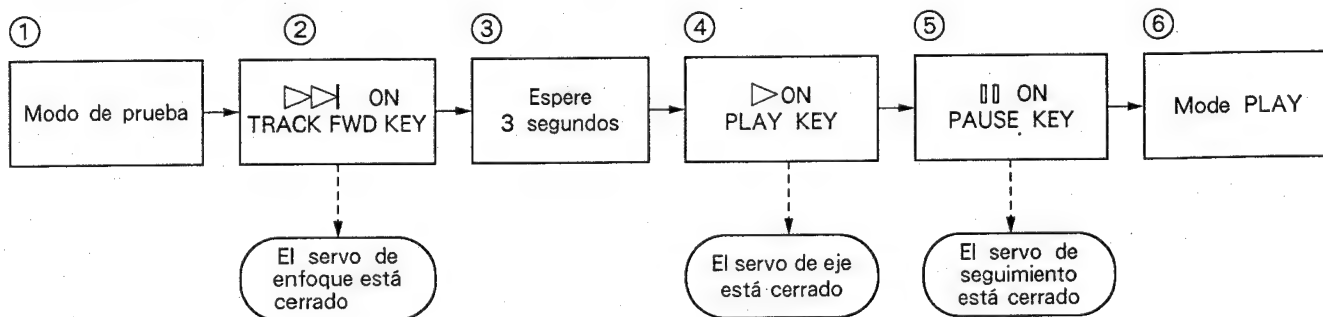 ①
Modo de prueba
②
▷▷| ON
TRACK FWD KEY
③
Espere
3 segundos
④
▷ON
PLAY KEY
⑤
▯▯ ON
PAUSE KEY
⑥
Mode PLAY
El servo de
enfoque está
cerrado
El servo de eje
está cerrado
El servo de
seguimiento
está cerrado